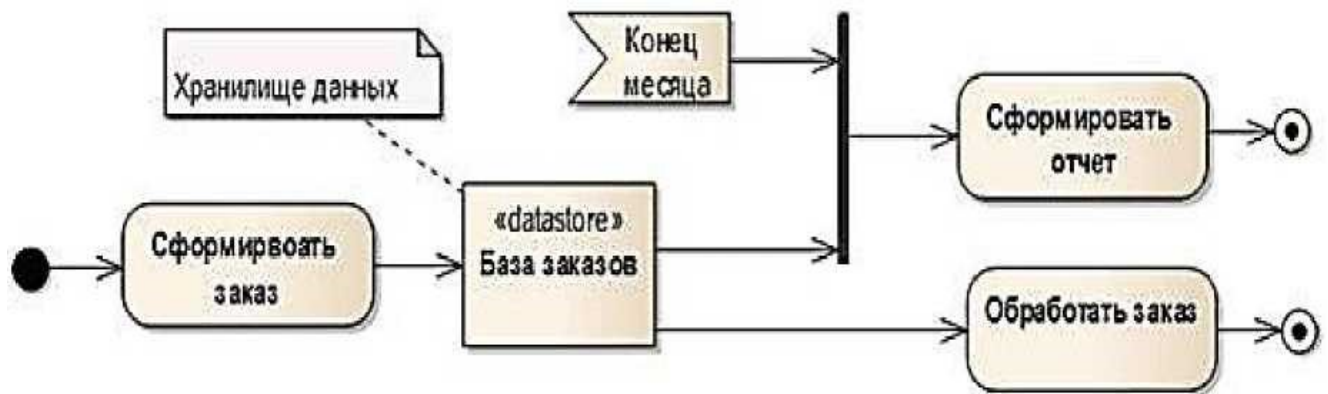 Хранилище данных
Конец
месяца
Сформировать
отчет
«datastore»
База заказов
Сформирвоать
заказ
Обработать заказ